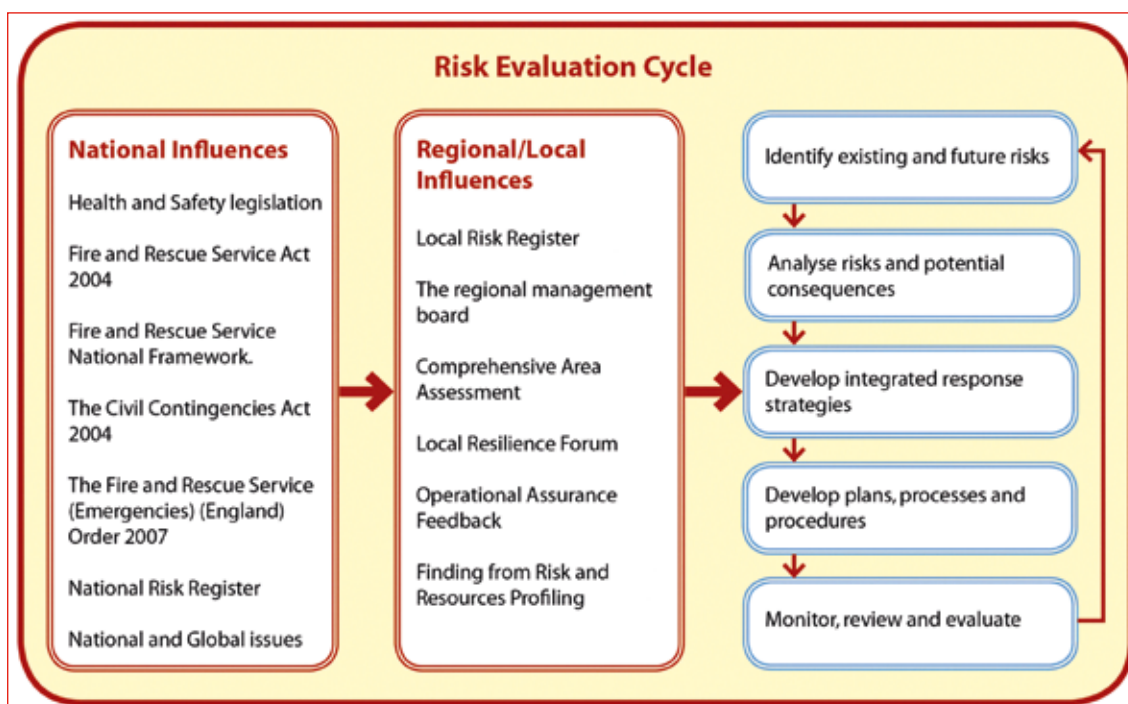 Risk Evaluation Cycle
National Influences
Health and Safety legislation
Fire and Rescue Service Act
2004
Fire and Rescue Service
National Framework.
The Civil Contingencies Act
2004
The Fire and Rescue Service
(Emergencies) (England)
Order 2007
National Risk Register
National and Global issues
Regional/Local
Influences
Local Risk Register
The regional management
board
Comprehensive Area
Assessment
Local Resilience Forum
Operational Assurance
Feedback
Finding from Risk and
Resources Profiling
Identify existing and future risks
Analyse risks and potential
consequences
Develop integrated response
strategies
Develop plans, processes and
procedures
Monitor, review and evaluate